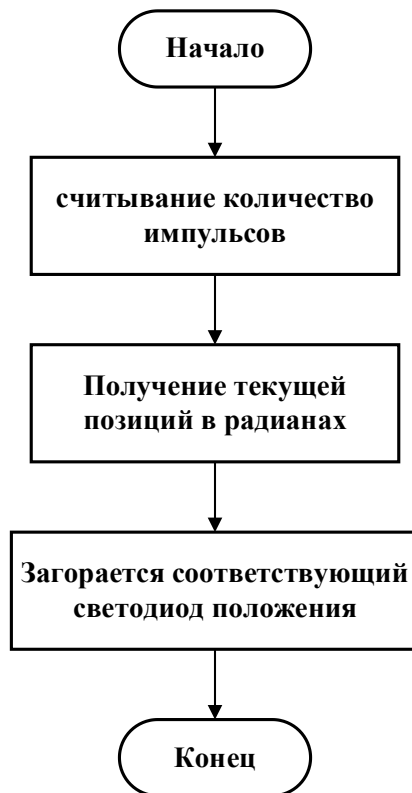 Начало
считывание количество
импульсов
Получение текущей
позиций в радианах
Загорается соответствующий
светодиод положения
Конец